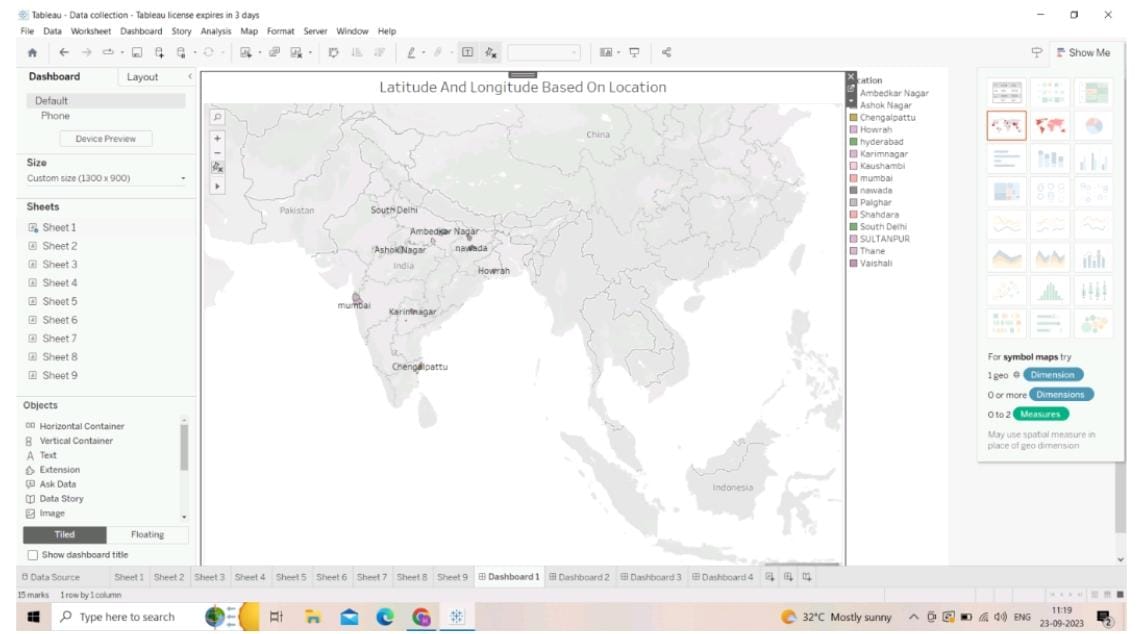 Tableau - Data collection - Tableau license expires in 3 days
File Data Worksheet Dashboard Story Analysis Map Format Server Window Help
Show Me
Dashboard
Layout
Default
Phone
Device Preview
Size
Custom size (1300 x 900)
Sheets
Sheet 1
Sheet 2
Sheet 3
Sheet 4
Sheet 5
Sheet 6
Sheet 7
Sheet 8
Sheet 9
Objects
Horizontal Container
Vertical Container
Text
Extension
Ask Data
Data Story
Image
Tiled
Floating
Show dashboard title
Latitude And Longitude Based On Location
China
Pakistan
South Delhi
Ambedkar Nagar
Ashok Nagar
nawada
India
Howrah
mumbai
Karimnagar
Chengalpattu
Indonesia
cation
Ambedkar Nagar
Ashok Nagar
Chengalpattu
Howrah
hyderabad
Karimnagar
Kaushambi
mumbai
nawada
Palghar
Shahdara
South Delhi
SULTANPUR
Thane
Vaishali
For symbol maps try
1 geo Dimension
0 or more Dimensions
0 to 2 Measures
May use spatial measure in
place of geo dimension
Data Source Sheet 1 Sheet 2 Sheet 3 Sheet 4 Sheet 5 Sheet 6 Sheet 7 Sheet 8 Sheet 9 Dashboard 1 Dashboard 2 Dashboard 3 Dashboard 4
15 marks 1 row by 1 column
Type here to search
32°C Mostly sunny
ENG
11:19
23-09-2023
2